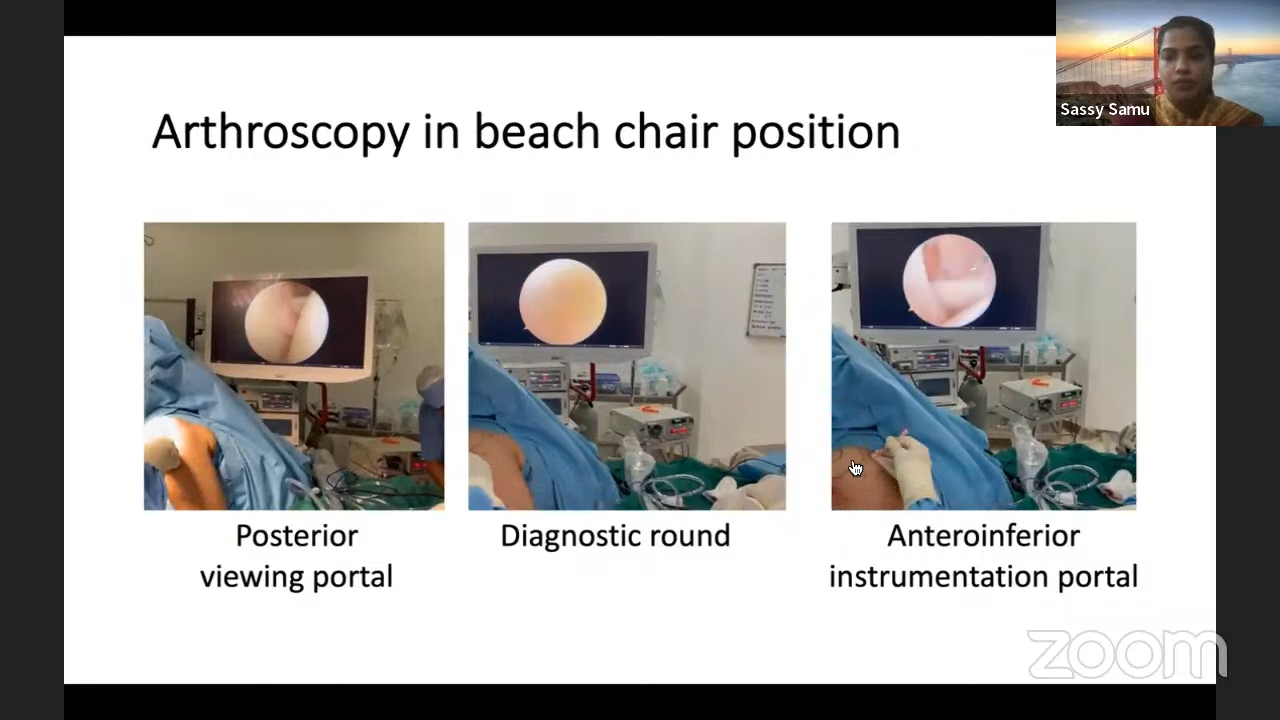 Sassy Samu
Arthroscopy in beach chair position
Posterior
viewing portal
Diagnostic round
Anteroinferior
instrumentation portal
zoom